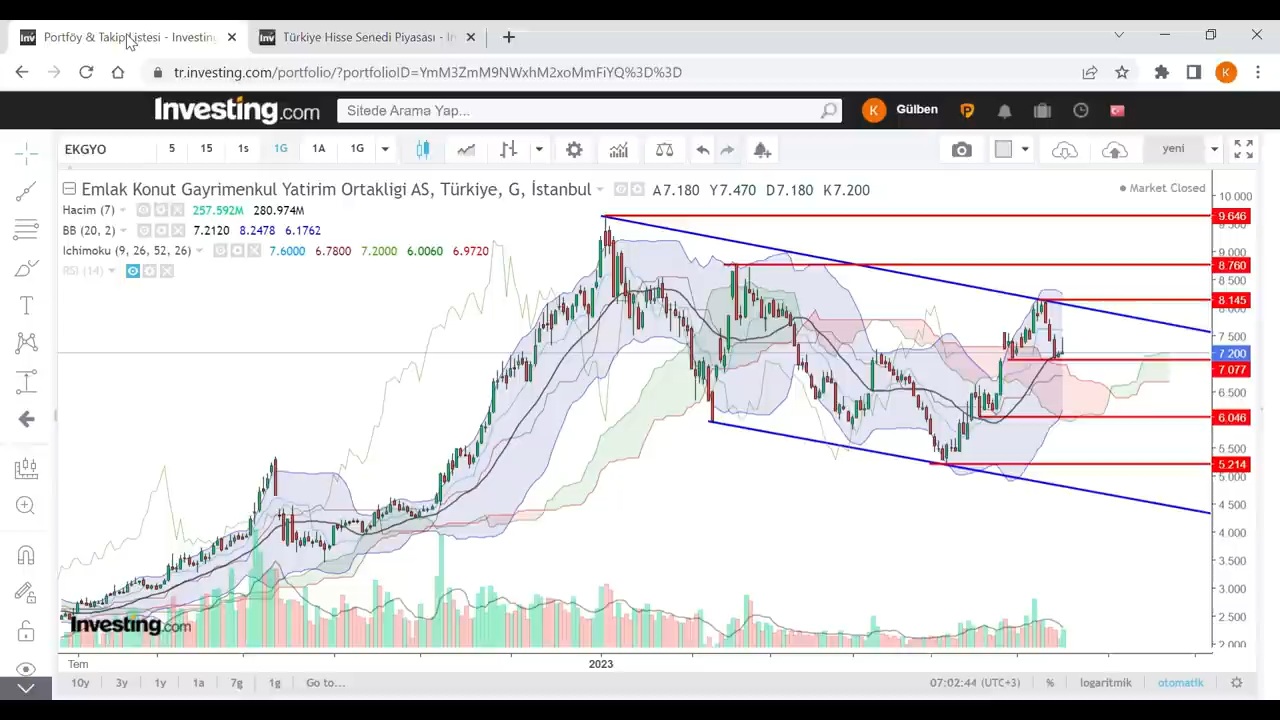 Portföy & Takip Listesi - Investing
Türkiye Hisse Senedi Piyasası - In
tr.investing.com/portfolio/?portfolioID=YmM3ZmM9NWxhM2xoMmFiYQ%3D%3D
K
Investing.com
Sitede Arama Yap...
K
Gülben
EKGYO
5
15
1s
1G
1A
1G
yeni
Emlak Konut Gayrimenkul Yatirim Ortakligi AS, Türkiye, G, İstanbul
A7.180 Y7.470 D7.180 K7.200
Market Closed
Hacim (7)
257.592M 280.974M
BB (20, 2)
7.2120 8.2478 6.1762
Ichimoku (9, 26, 52, 26)
7.6000 6.7800 7.2000 6.0060 6.9720
RSI (14)
10.000
9.646
9.500
9.000
8.760
8.500
8.145
8.000
7.500
7.200
7.077
6.500
6.046
5.500
5.214
5.000
4.500
4.000
3.500
3.000
2.500
2.000
Investing.com
Tem
2023
10y
3y
1y
1a
7g
1g
Go to...
07:02:44 (UTC+3)
%
logaritmik
otomatik